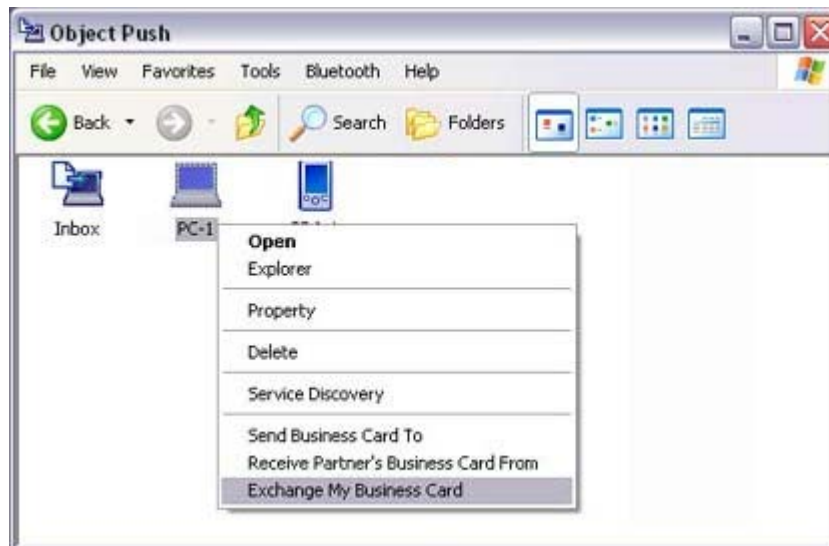 Object Push
File View Favorites Tools Bluetooth Help
Back Search Folders
Inbox PC-1
Open
Explorer
Property
Delete
Service Discovery
Send Business Card To
Receive Partner's Business Card From
Exchange My Business Card